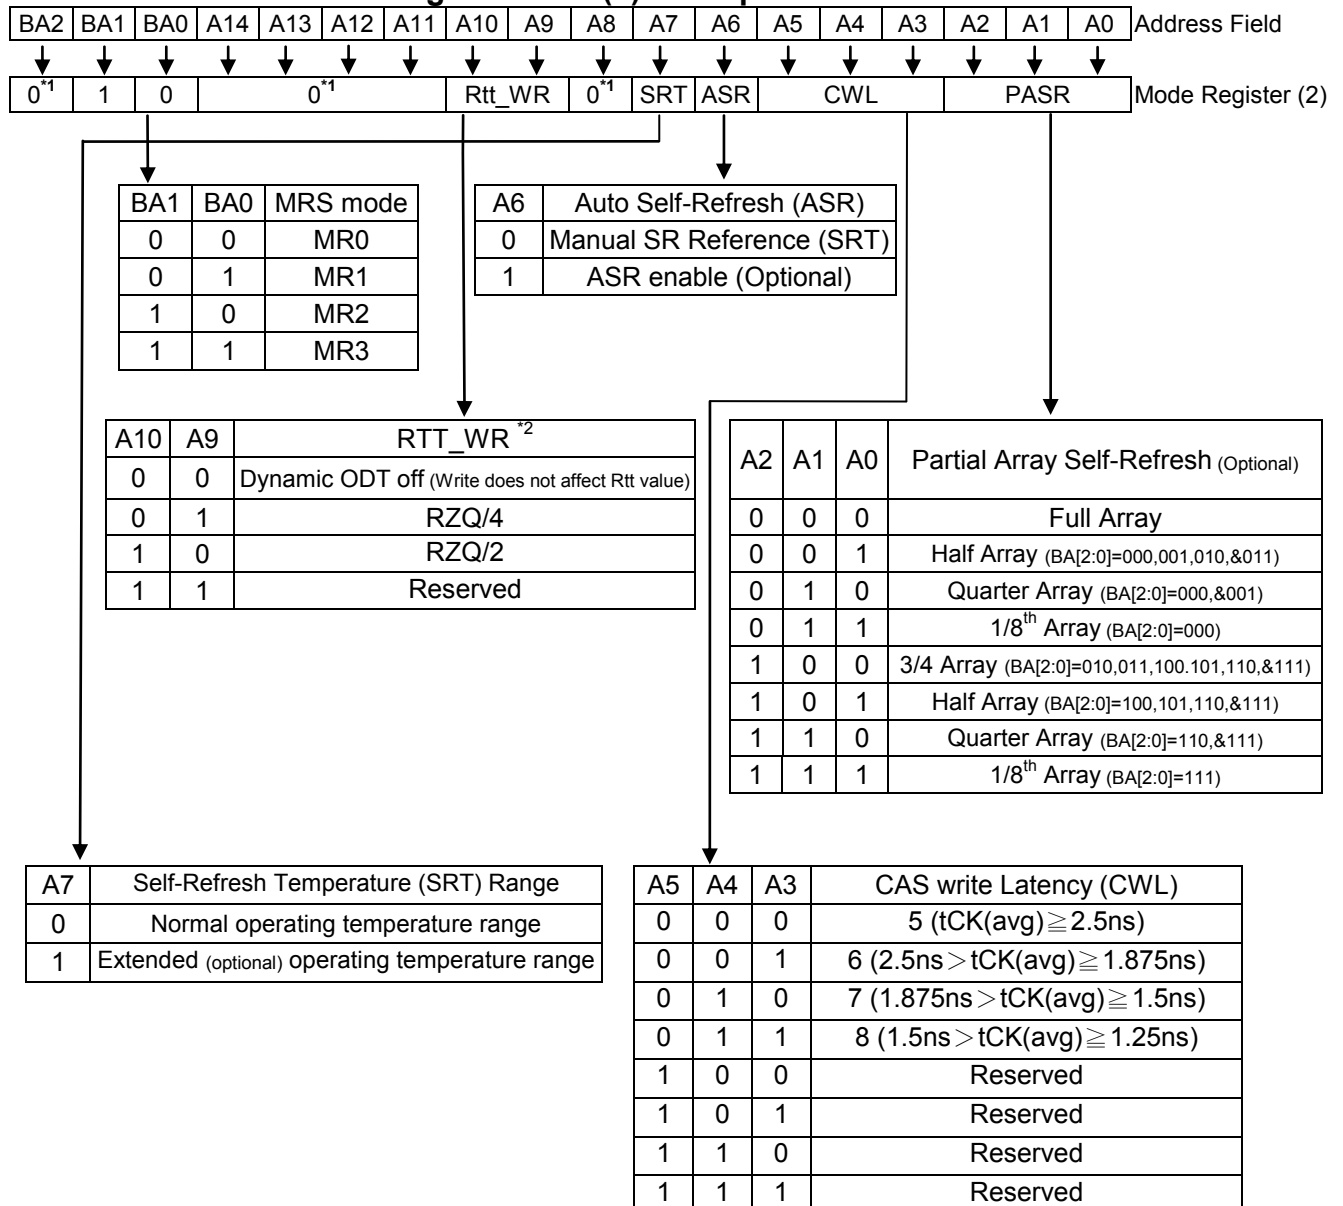 BA2 BA1 BA0 A14 A13 A12 A11 A10 A9 A8 A7 A6 A5 A4 A3 A2 A1 A0 Address Field
0*1 1 0 0*1 Rtt_WR 0*1 SRT ASR CWL PASR Mode Register (2)
BA1 BA0 MRS mode
0 0 MR0
0 1 MR1
1 0 MR2
1 1 MR3
A6 Auto Self-Refresh (ASR)
0 Manual SR Reference (SRT)
1 ASR enable (Optional)
A10 A9 RTT_WR *2
0 0 Dynamic ODT off (Write does not affect Rtt value)
0 1 RZQ/4
1 0 RZQ/2
1 1 Reserved
A2 A1 A0 Partial Array Self-Refresh (Optional)
0 0 0 Full Array
0 0 1 Half Array (BA[2:0]=000,001,010,&011)
0 1 0 Quarter Array (BA[2:0]=000,&001)
0 1 1 1/8th Array (BA[2:0]=000)
1 0 0 3/4 Array (BA[2:0]=010,011,100.101,110,&111)
1 0 1 Half Array (BA[2:0]=100,101,110,&111)
1 1 0 Quarter Array (BA[2:0]=110,&111)
1 1 1 1/8th Array (BA[2:0]=111)
A7 Self-Refresh Temperature (SRT) Range
0 Normal operating temperature range
1 Extended (optional) operating temperature range
A5 A4 A3 CAS write Latency (CWL)
0 0 0 5 (tCK(avg)≧2.5ns)
0 0 1 6 (2.5ns＞tCK(avg)≧1.875ns)
0 1 0 7 (1.875ns＞tCK(avg)≧1.5ns)
0 1 1 8 (1.5ns＞tCK(avg)≧1.25ns)
1 0 0 Reserved
1 0 1 Reserved
1 1 0 Reserved
1 1 1 Reserved